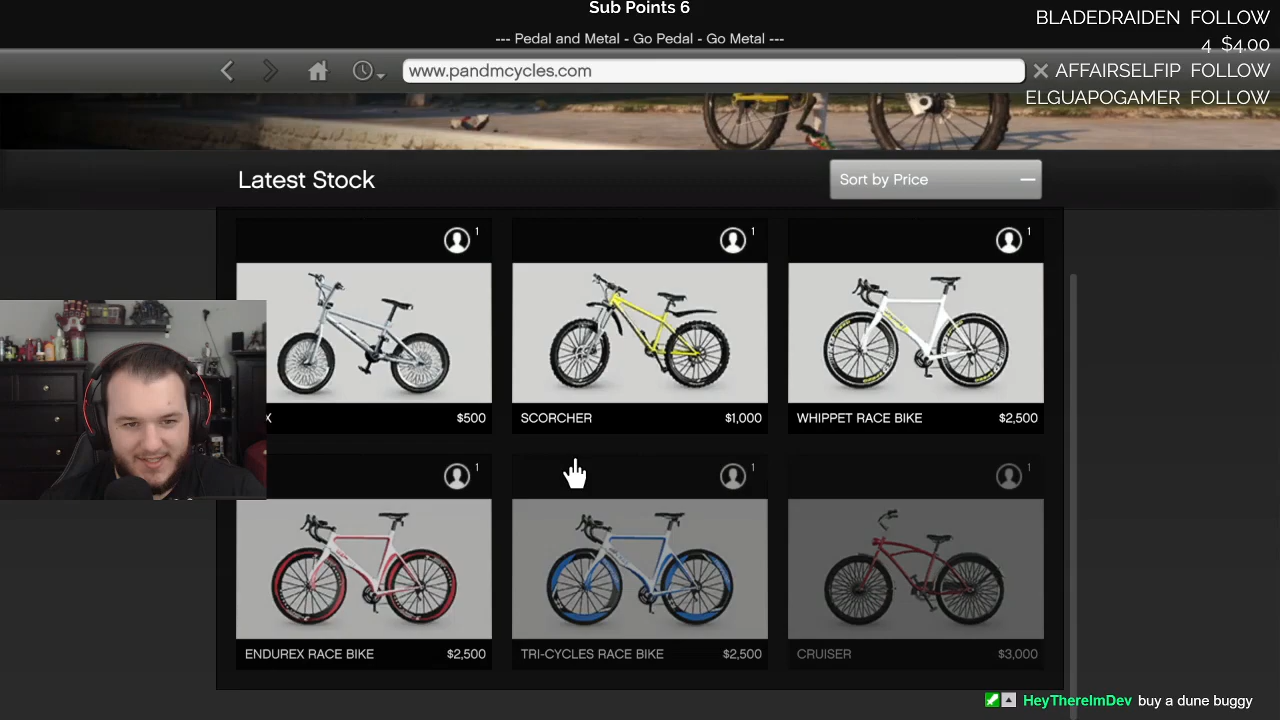 Sub Points 6
--- Pedal and Metal - Go Pedal - Go Metal ---
BLADEDRAIDEN FOLLOW
4 $4.00
AFFAIRSELFIP FOLLOW
ELGUAPOGAMER FOLLOW
www.pandmcycles.com
Latest Stock
Sort by Price
1
1
1
X $500
SCORCHER $1,000
WHIPPET RACE BIKE $2,500
1
1
1
ENDUREX RACE BIKE $2,500
TRI-CYCLES RACE BIKE $2,500
CRUISER $3,000
HeyThereImDev buy a dune buggy